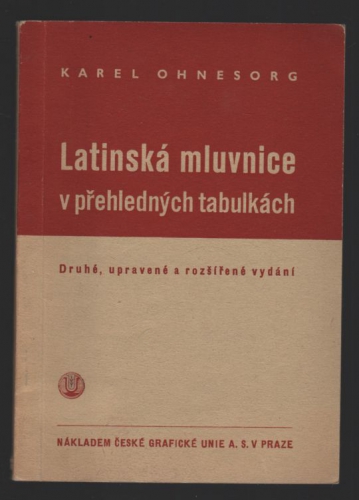 KAREL OHNESORG
Latinská mluvnice
v přehledných tabulkách
Druhé, upravené a rozšířené vydání
NÁKLADEM ČESKÉ GRAFICKÉ UNIE A. S. V PRAZE